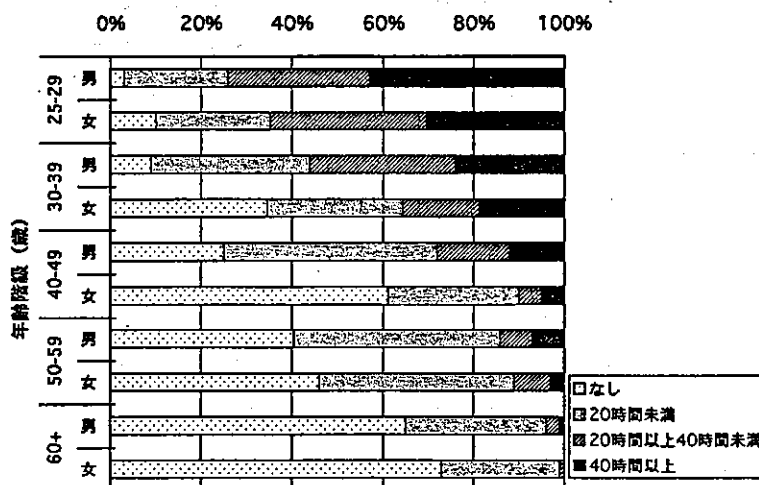 0% 20% 40% 60% 80% 100%
年齢階級（歳）
25-29
男
女
30-39
男
女
40-49
男
女
50-59
男
女
60+
男
女
なし
20時間未満
20時間以上40時間未満
40時間以上